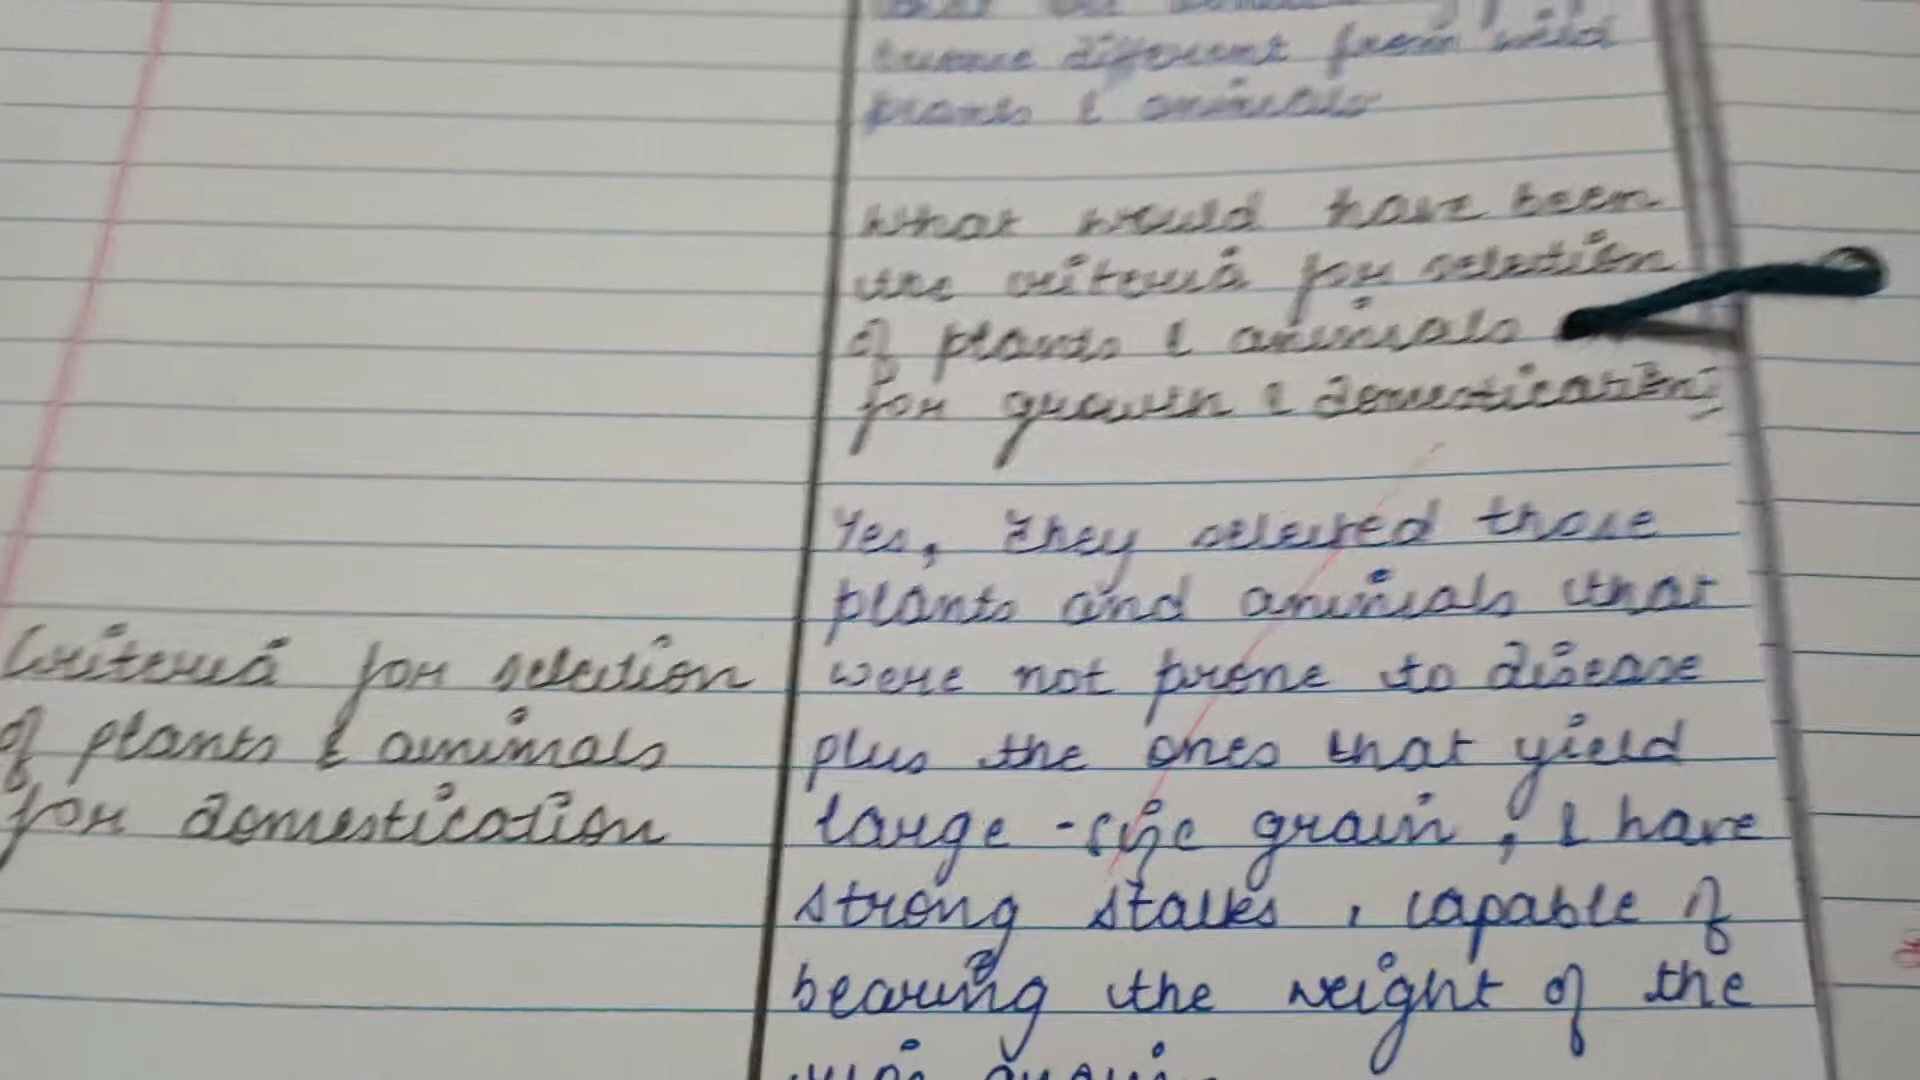 become different from wild
plants & animals
What would have been
the criteria for selection
of plants & animals
for growth & domestication?
Yes, they selected those
plants and animals that
were not prone to disease
plus the ones that yield
large-size grain, & have
strong stalks, capable of
bearing the weight of the
Criteria for selection
of plants & animals
for domestication